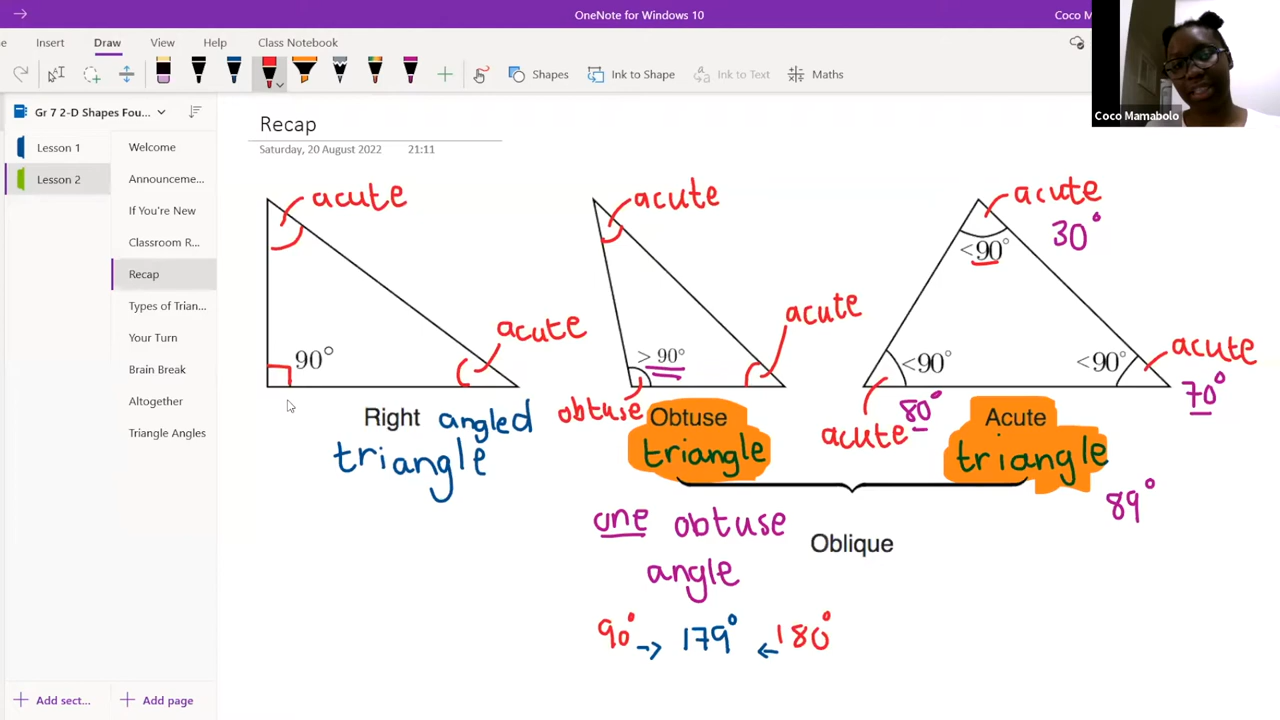 OneNote for Windows 10
Coco M
Insert Draw View Help Class Notebook
Shapes Ink to Shape Ink to Text Maths
Coco Mamabolo
Gr 7 2-D Shapes Fou...
Lesson 1
Lesson 2
Welcome
Announceme...
If You're New
Classroom R...
Recap
Types of Trian...
Your Turn
Brain Break
Altogether
Triangle Angles
Add sect...
Add page
Recap
Saturday, 20 August 2022 21:11
acute
acute
90°
Right angled
triangle
acute
acute
> 90°
obtuse
Obtuse
triangle
one obtuse
angle
90° → 179° ← 180°
acute
30°
<90°
<90°
<90°
acute
70°
80°
acute
Acute
triangle
89°
Oblique